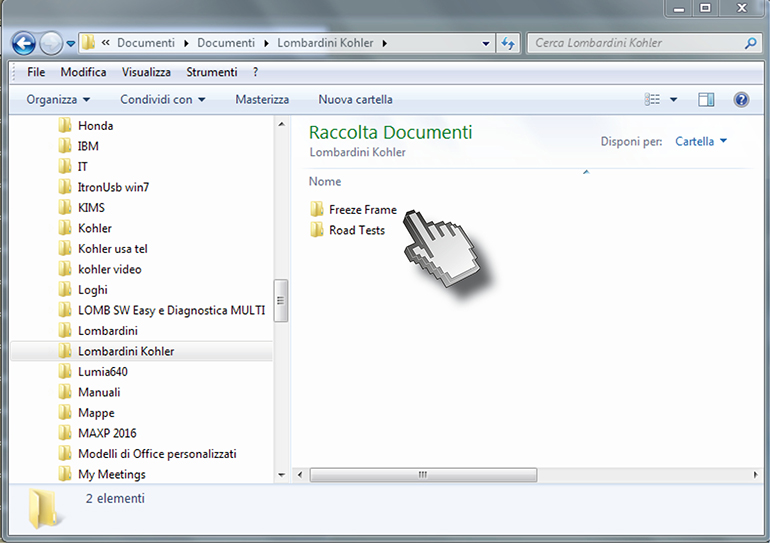 « Documenti Documenti Lombardini Kohler
Cerca Lombardini Kohler
File Modifica Visualizza Strumenti ?
Organizza Condividi con Masterizza Nuova cartella
Honda
IBM
IT
ItronUsb win7
KIMS
Kohler
Kohler usa tel
kohler video
Loghi
LOMB SW Easy e Diagnostica MULTI
Lombardini
Lombardini Kohler
Lumia640
Manuali
Mappe
MAXP 2016
Modelli di Office personalizzati
My Meetings
Raccolta Documenti
Lombardini Kohler
Disponi per: Cartella
Nome
Freeze Frame
Road Tests
2 elementi